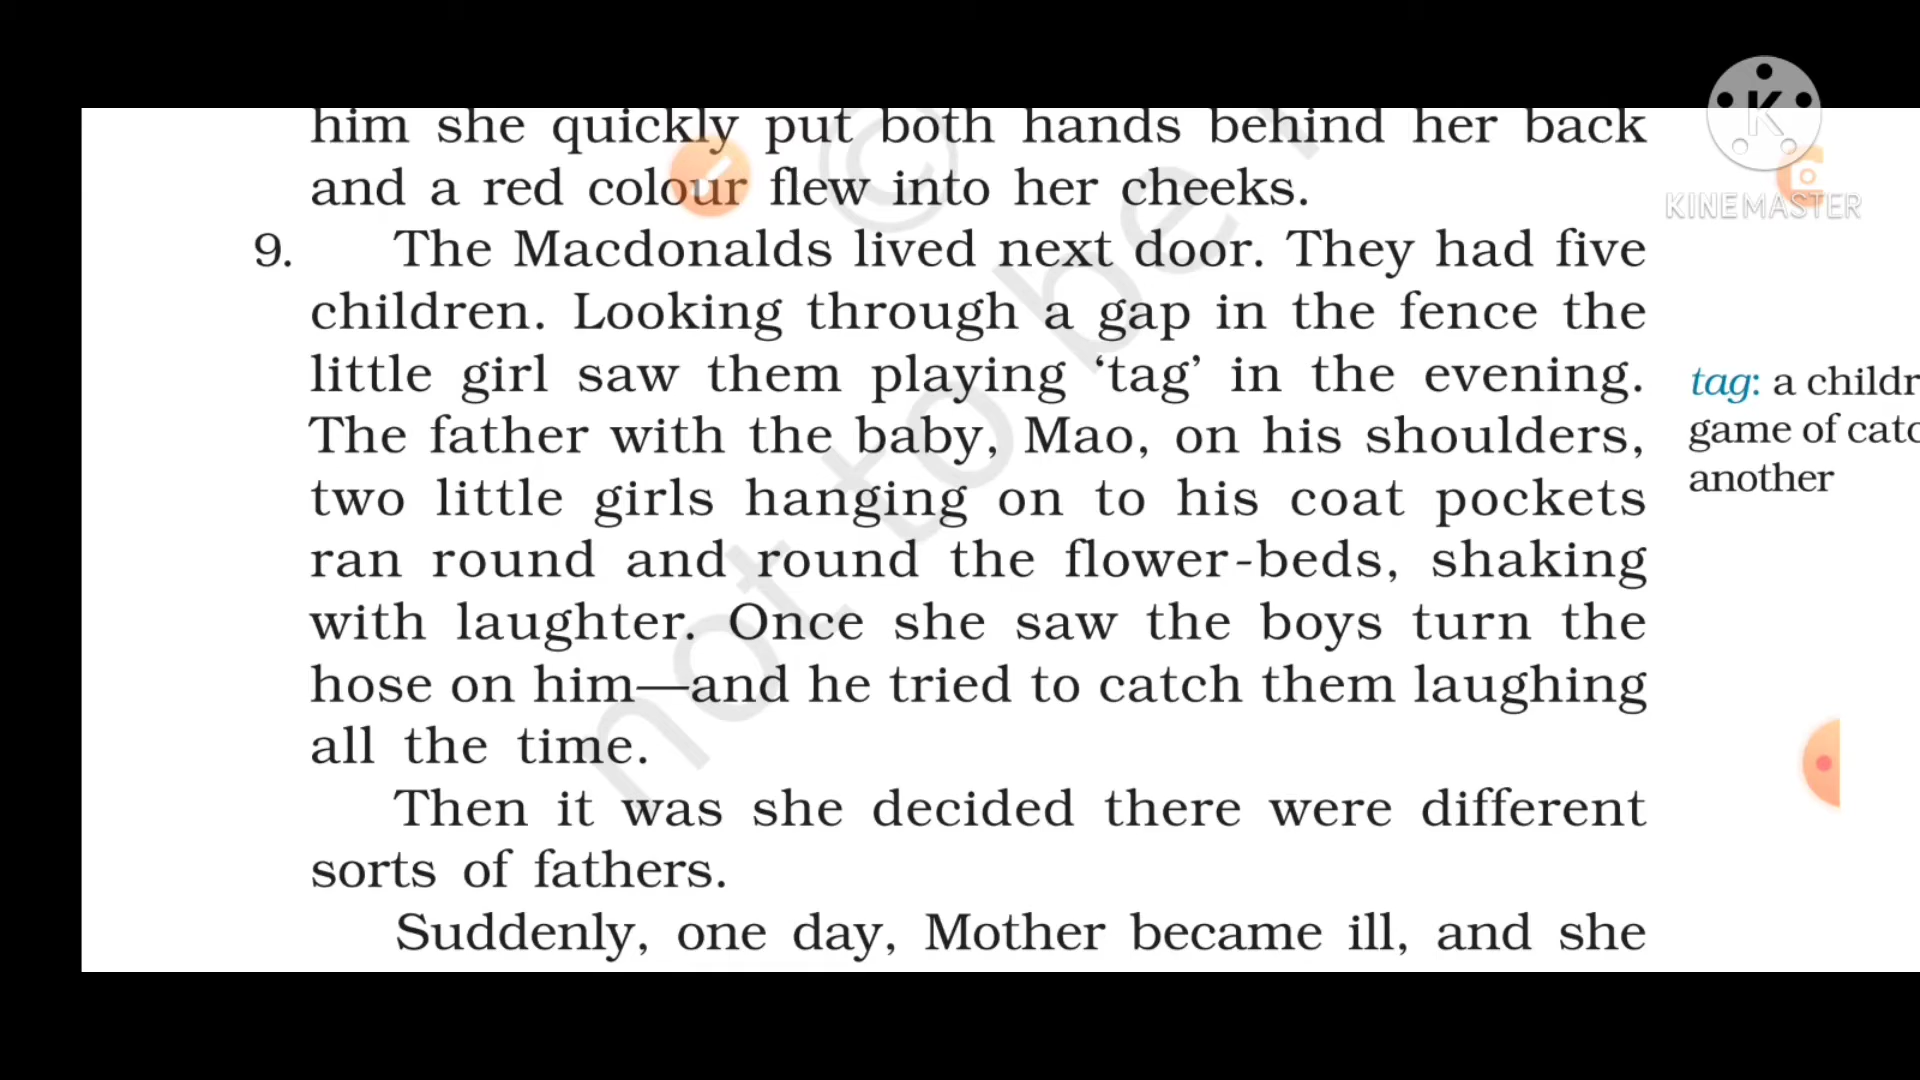 him she quickly put both hands behind her back
and a red colour flew into her cheeks.
9. The Macdonalds lived next door. They had five
children. Looking through a gap in the fence the
little girl saw them playing ‘tag’ in the evening.
The father with the baby, Mao, on his shoulders,
two little girls hanging on to his coat pockets
ran round and round the flower-beds, shaking
with laughter. Once she saw the boys turn the
hose on him—and he tried to catch them laughing
all the time.
Then it was she decided there were different
sorts of fathers.
Suddenly, one day, Mother became ill, and she
tag: a childr
game of catc
another
K
KINEMASTER
© not to be